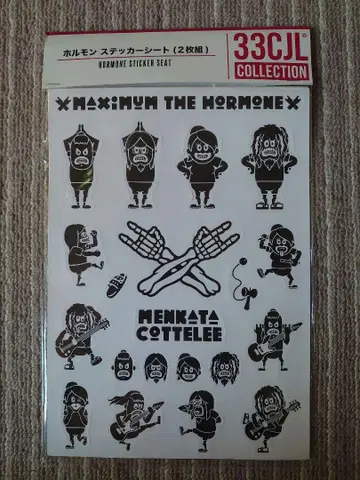 ホルモン ステッカーシート(2枚組)
HORMONE STICKER SEAT
33CJL®
COLLECTION
MAXiMUM THE HORMONE
MENKATA
COTTELEE